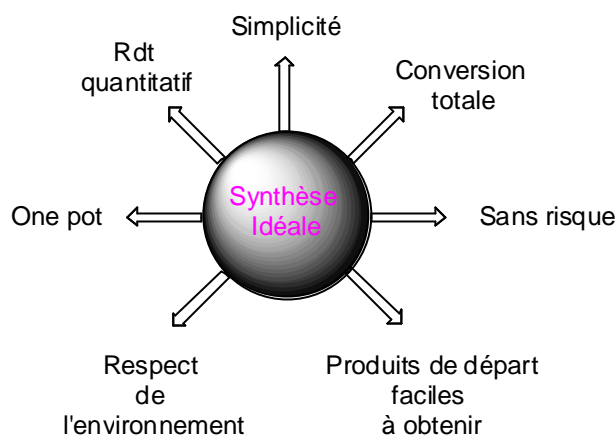 Simplicité
Rdt
quantitatif
Conversion
totale
One pot
Synthèse
Idéale
Sans risque
Respect
de
l'environnement
Produits de départ
faciles
à obtenir